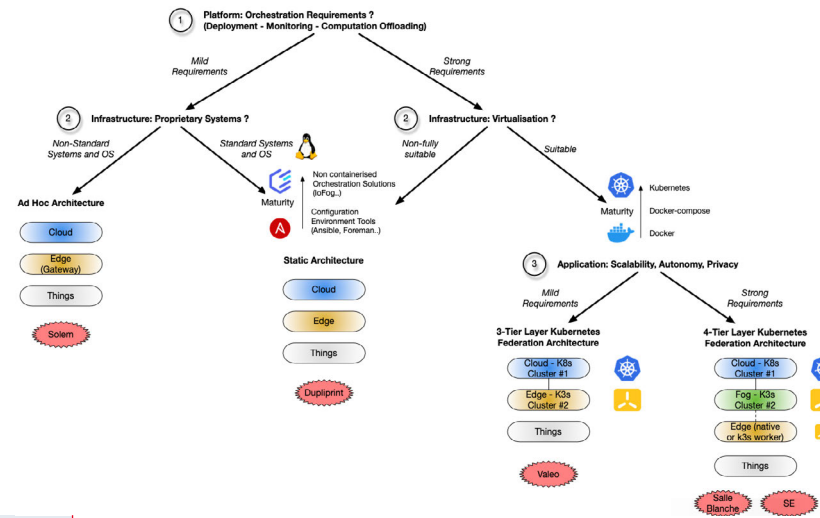 1
Platform: Orchestration Requirements ?
(Deployment - Monitoring - Computation Offloading)
Mild
Requirements
Strong
Requirements
2
Infrastructure: Proprietary Systems ?
2
Infrastructure: Virtualisation ?
Non-Standard
Systems and OS
Standard Systems
and OS
Non-fully
suitable
Suitable
Maturity
Non containerised
Orchestration Solutions
(IoFog..)
Configuration
Environment Tools
(Ansible, Foreman..)
Maturity
Kubernetes
Docker-compose
Docker
Ad Hoc Architecture
Cloud
Edge
(Gateway)
Things
Solem
Static Architecture
Cloud
Edge
Things
Dupliprint
3
Application: Scalability, Autonomy, Privacy
Mild
Requirements
Strong
Requirements
3-Tier Layer Kubernetes
Federation Architecture
Cloud - K8s
Cluster #1
Edge - K3s
Cluster #2
Things
Valeo
4-Tier Layer Kubernetes
Federation Architecture
Cloud - K8s
Cluster #1
Fog - K3s
Cluster #2
Edge (native
or k3s worker)
Things
Salle
Blanche
SE